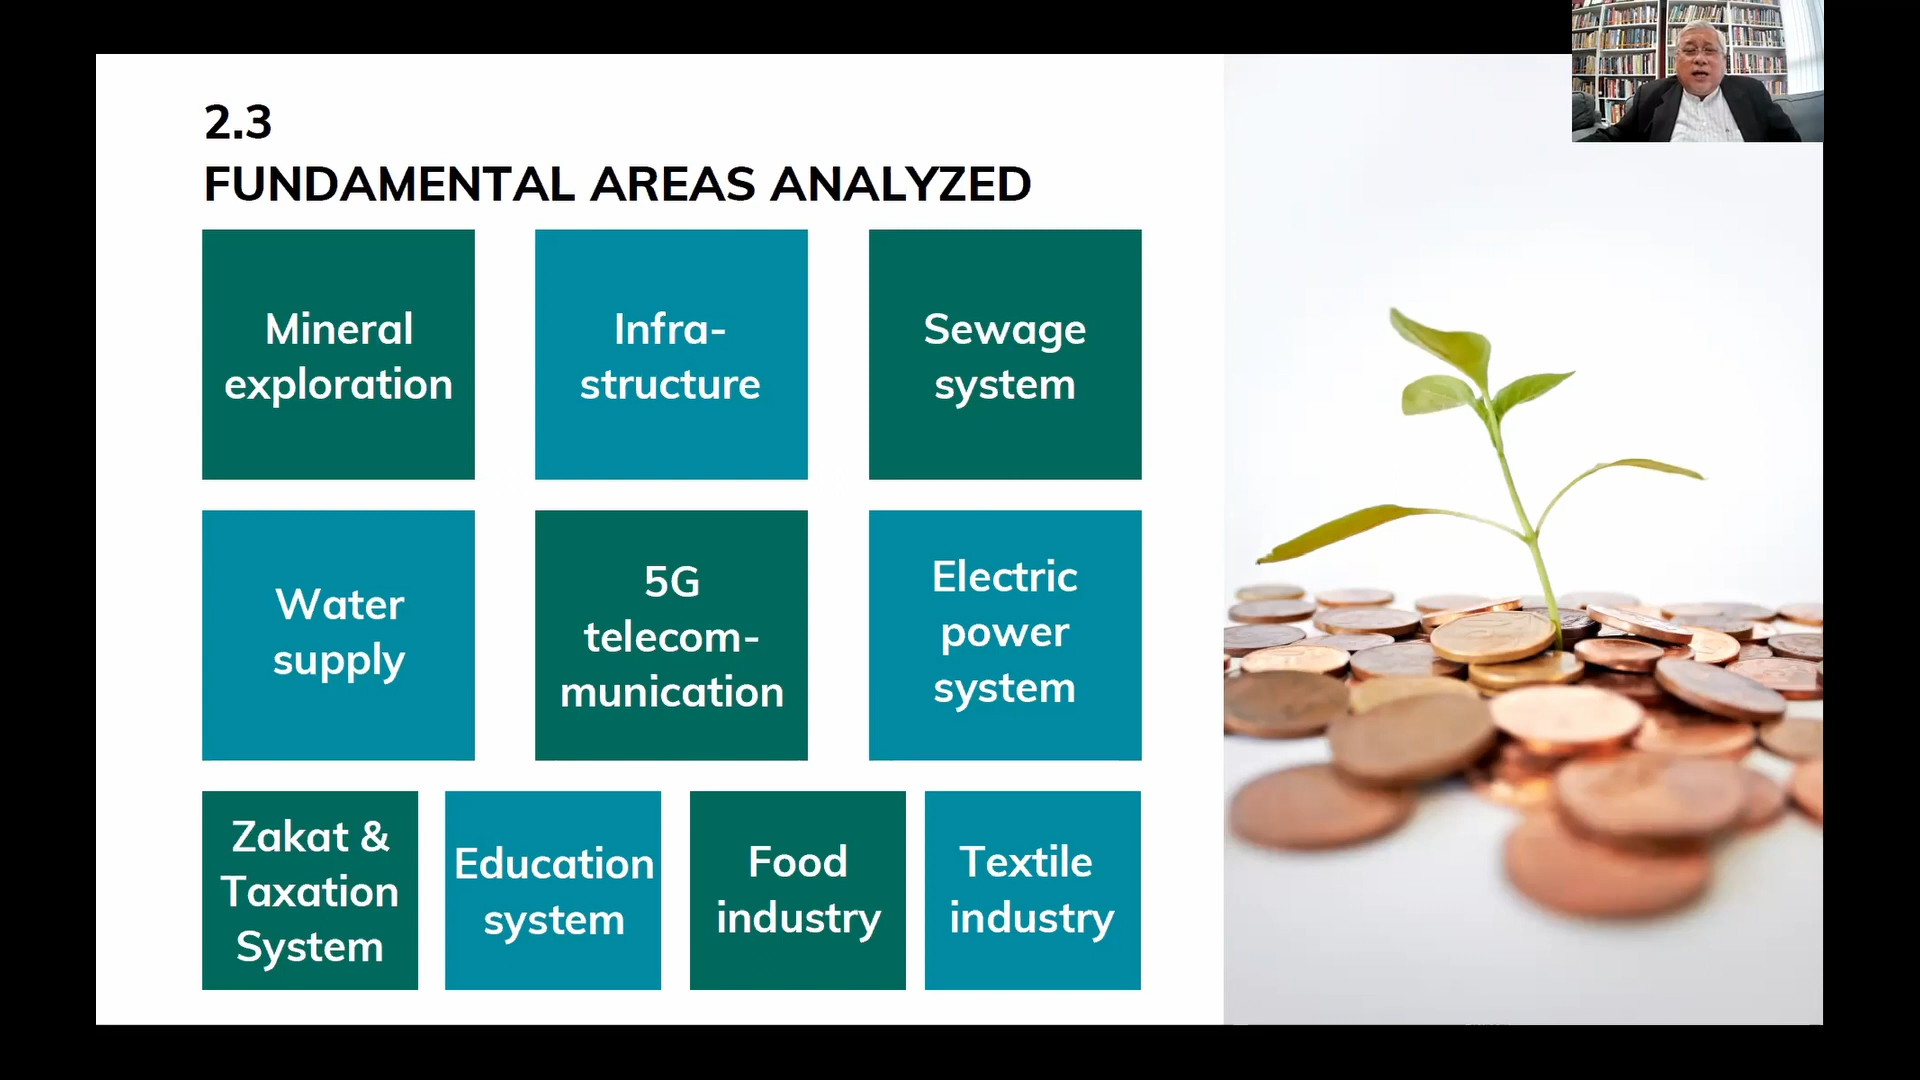 2.3
FUNDAMENTAL AREAS ANALYZED
Mineral
exploration
Infra-
structure
Sewage
system
Water
supply
5G
telecom-
munication
Electric
power
system
Zakat &
Taxation
System
Education
system
Food
industry
Textile
industry